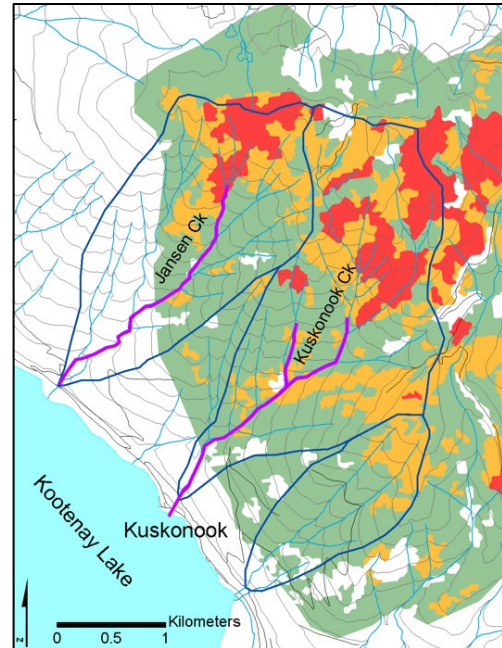 Jansen Ck
Kuskonook Ck
Kootenay Lake
Kuskonook
Kilometers
0 0.5 1
N